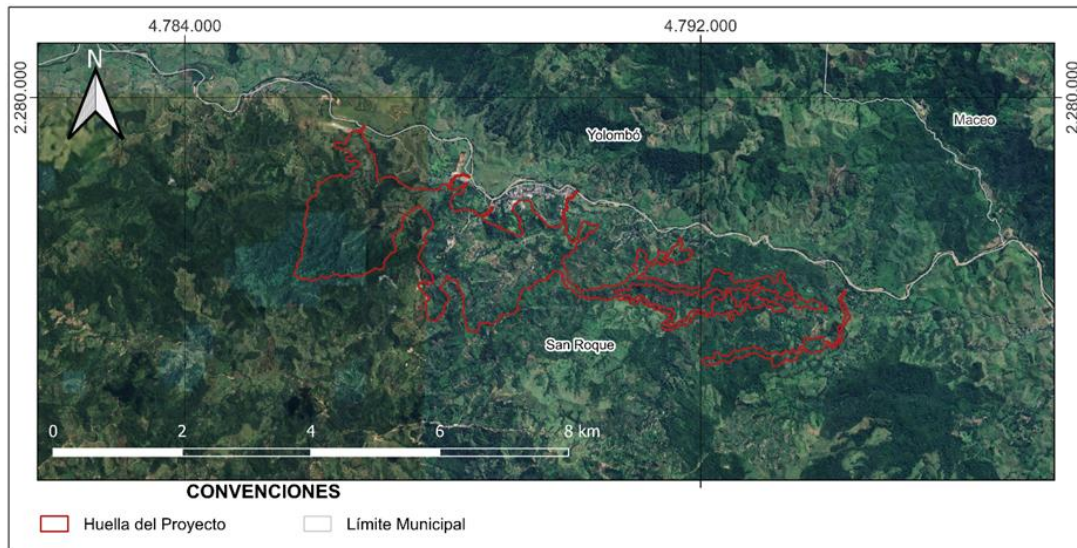 4.784.000
4.792.000
N
2.280.000
2.280.000
Yolombó
Maceo
San Roque
0 2 4 6 8 km
CONVENCIONES
Huella del Proyecto
Límite Municipal